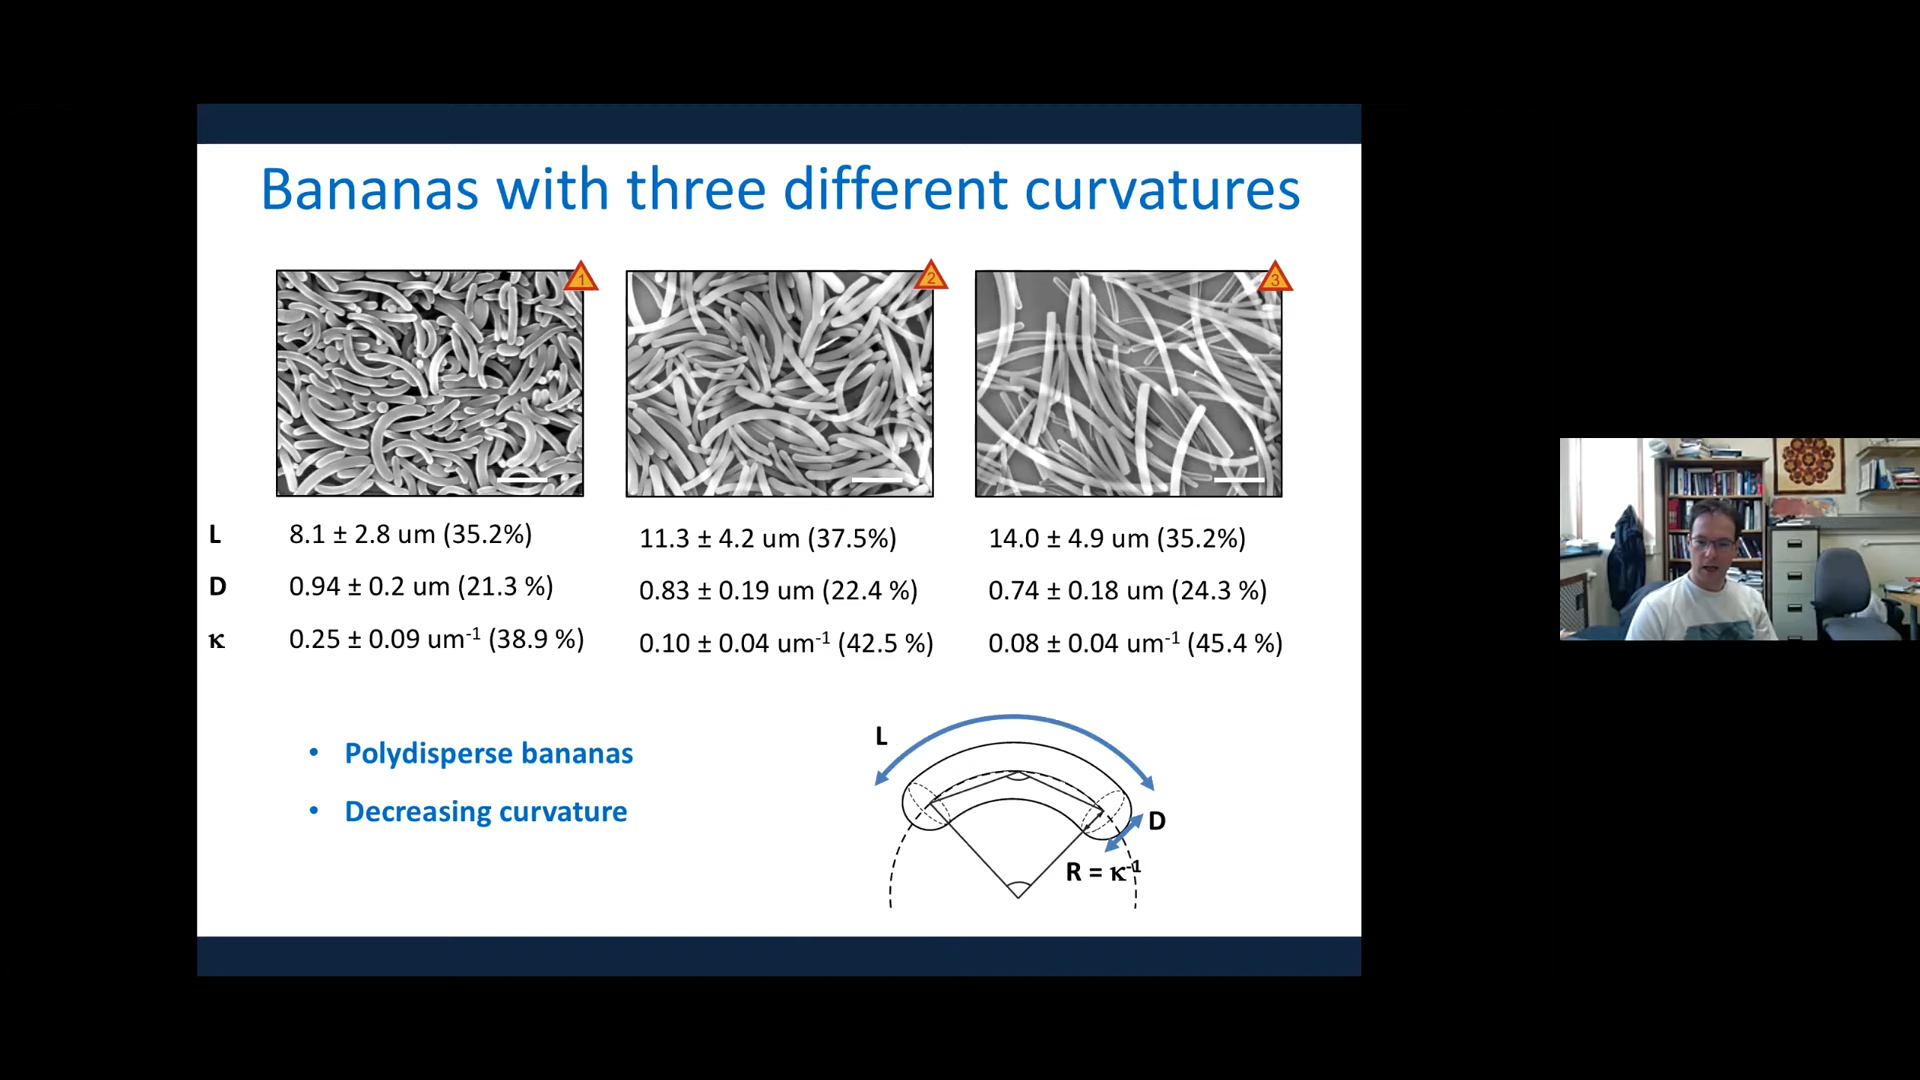 Bananas with three different curvatures
1
2
3
L 8.1 ± 2.8 um (35.2%) 11.3 ± 4.2 um (37.5%) 14.0 ± 4.9 um (35.2%)
D 0.94 ± 0.2 um (21.3 %) 0.83 ± 0.19 um (22.4 %) 0.74 ± 0.18 um (24.3 %)
κ 0.25 ± 0.09 um⁻¹ (38.9 %) 0.10 ± 0.04 um⁻¹ (42.5 %) 0.08 ± 0.04 um⁻¹ (45.4 %)
• Polydisperse bananas
• Decreasing curvature
L
D
R = κ⁻¹